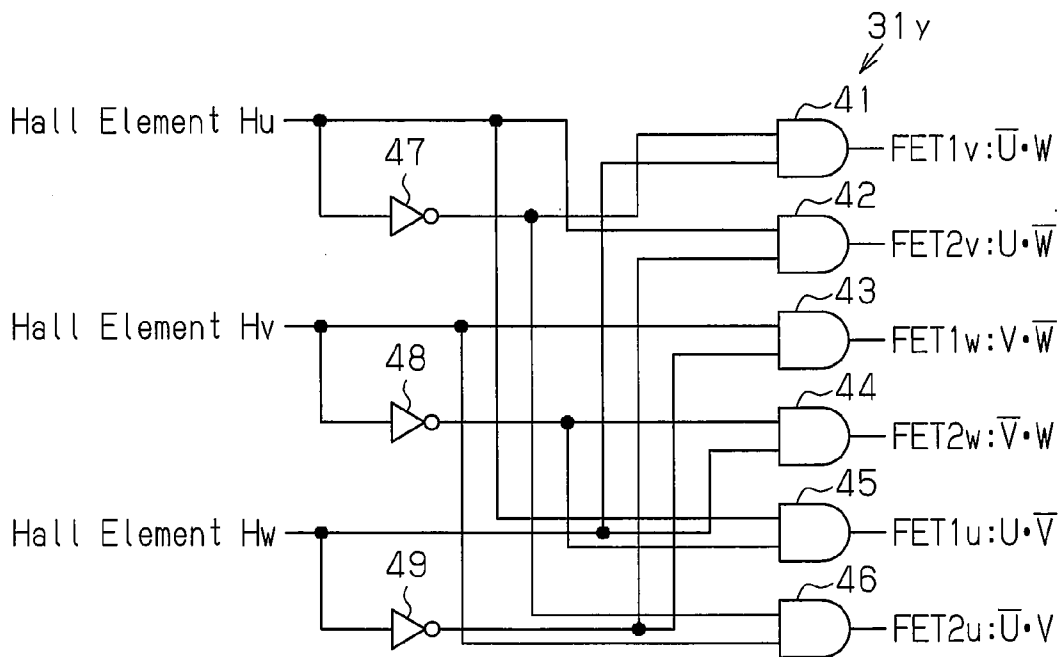 31y
41
Hall Element Hu
47
FET1v:U̅·W
42
FET2v:U·W̅
43
Hall Element Hv
48
FET1w:V·W̅
44
FET2w:V̅·W
45
Hall Element Hw
49
FET1u:U·V̅
46
FET2u:U̅·V